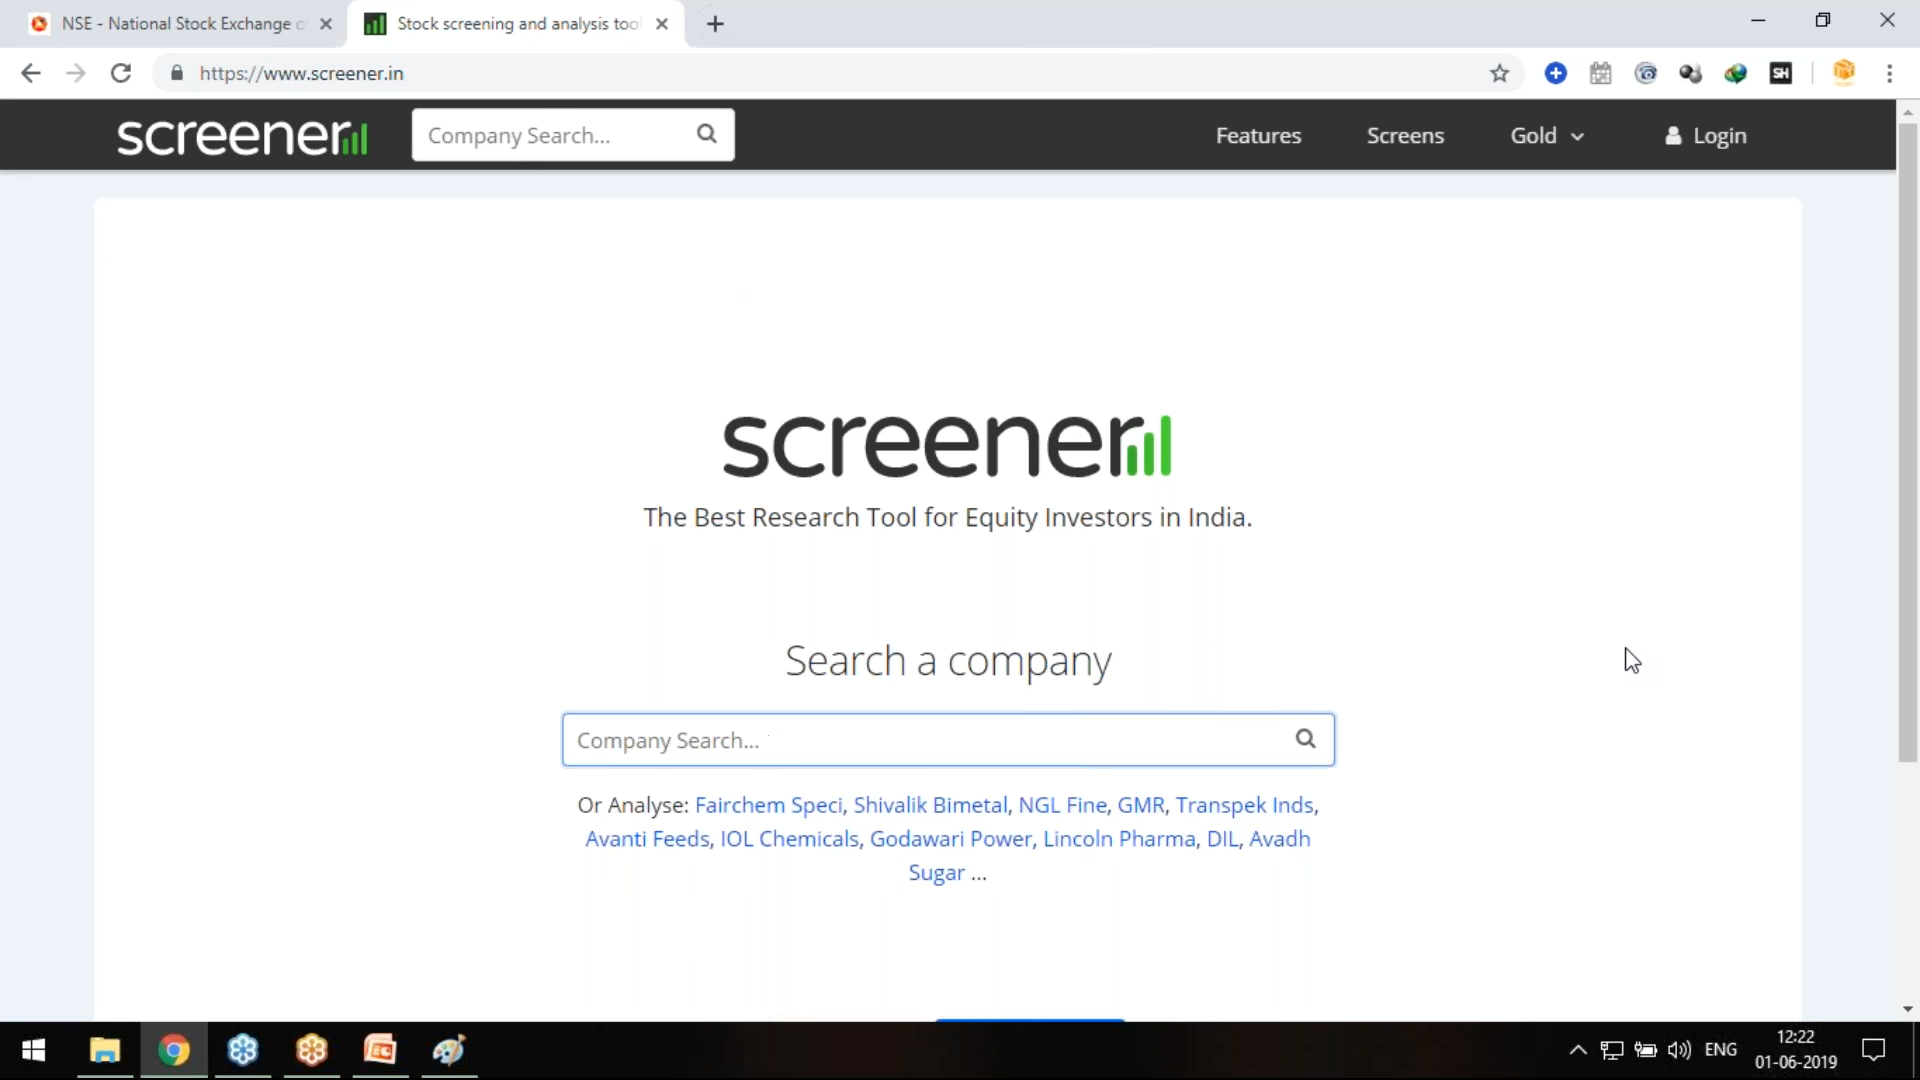 NSE - National Stock Exchange o
Stock screening and analysis too
https://www.screener.in
SH
screener
Company Search...
Features
Screens
Gold
Login
screener
The Best Research Tool for Equity Investors in India.
Search a company
Company Search...
Or Analyse: Fairchem Speci, Shivalik Bimetal, NGL Fine, GMR, Transpek Inds,
Avanti Feeds, IOL Chemicals, Godawari Power, Lincoln Pharma, DIL, Avadh
Sugar ...
ENG
12:22
01-06-2019